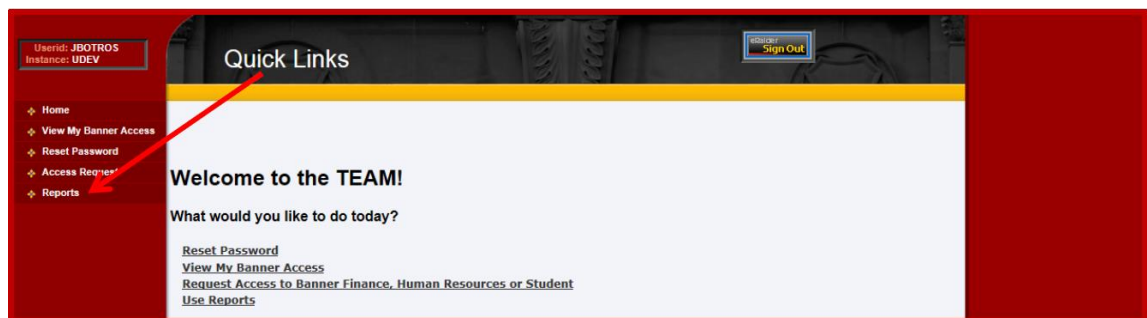 Userid: JBOTROS
Instance: UDEV
Quick Links
eRaider
Sign Out
Home
View My Banner Access
Reset Password
Access Request
Reports
Welcome to the TEAM!
What would you like to do today?
Reset Password
View My Banner Access
Request Access to Banner Finance, Human Resources or Student
Use Reports